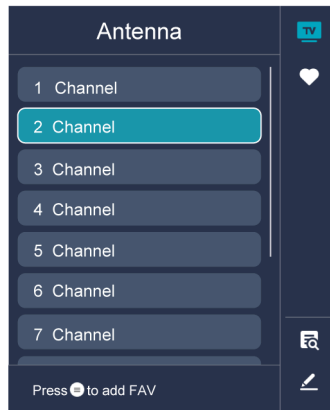 Antenna
TV
1 Channel
2 Channel
3 Channel
4 Channel
5 Channel
6 Channel
7 Channel
Press to add FAV